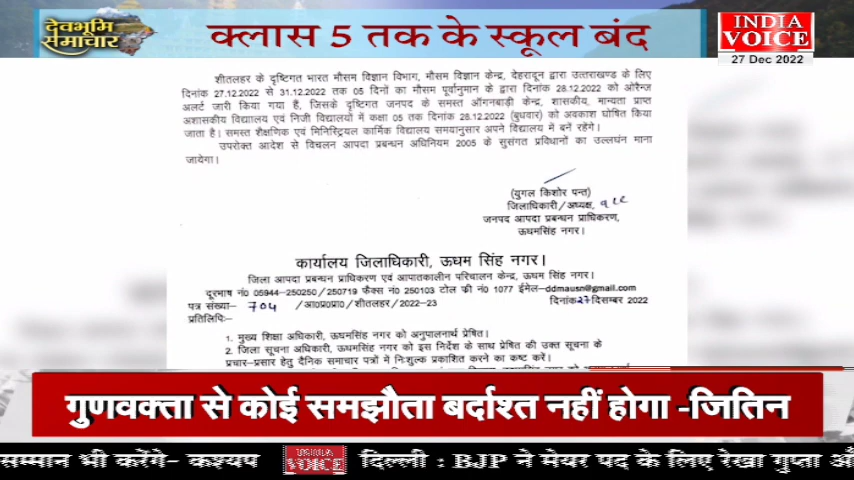 देवभूमि
समाचार
क्लास 5 तक के स्कूल बंद
INDIA
VOICE
27 Dec 2022
शीतलहर के दृष्टिगत भारत मौसम विज्ञान विभाग, मौसम विज्ञान केन्द्र, देहरादून द्वारा उत्तराखण्ड के लिए
दिनांक 27.12.2022 से 31.12.2022 तक 05 दिनों का मौसम पूर्वानुमान के द्वारा दिनांक 28.12.2022 को ओरेन्ज
अलर्ट जारी किया गया हैं, जिसके दृष्टिगत जनपद के समस्त ऑगनबाड़ी केन्द्र, शासकीय, मान्यता प्राप्त
अशासकीय विद्यालय एवं निजी विद्यालयों में कक्षा 05 तक दिनांक 28.12.2022 (बुधवार) को अवकाश घोषित किया
जाता है। समस्त शैक्षणिक एवं मिनिस्ट्रियल कार्मिक विद्यालय समयानुसार अपने विद्यालय में बनें रहेंगे।
उपरोक्त आदेश से विचलन आपदा प्रबन्धन अधिनियम 2005 के सुसंगत प्रविधानों का उल्लघंन माना
जायेगा।
(युगल किशोर पन्त)
जिलाधिकारी/अध्यक्ष,
जनपद आपदा प्रबन्धन प्राधिकरण,
ऊधमसिंह नगर।
कार्यालय जिलाधिकारी, ऊधम सिंह नगर।
जिला आपदा प्रबन्धन प्राधिकरण एवं आपातकालीन परिचालन केन्द्र, ऊधम सिंह नगर।
दूरभाष नं0 05944-250250/250719 फैक्स नं0 250103 टोल फ्री नं0 1077 ईमेल-ddmausn@gmail.com
पत्र संख्या- 704 /आ0प्र0प्रा0/शीतलहर/2022-23 दिनांक 27 दिसम्बर 2022
प्रतिलिपिः-
1. मुख्य शिक्षा अधिकारी, ऊधमसिंह नगर को अनुपालनार्थ प्रेषित।
2. जिला सूचना अधिकारी, ऊधमसिंह नगर को इस निर्देश के साथ प्रेषित की उक्त सूचना के
प्रचार-प्रसार हेतु दैनिक समाचार पत्रों में निःशुल्क प्रकाशित करने का कष्ट करें।
गुणवक्ता से कोई समझौता बर्दाश्त नहीं होगा -जितिन
सम्मान भी करेंगे- कश्यप INDIA VOICE दिल्ली : BJP ने मेयर पद के लिए रेखा गुप्ता औ